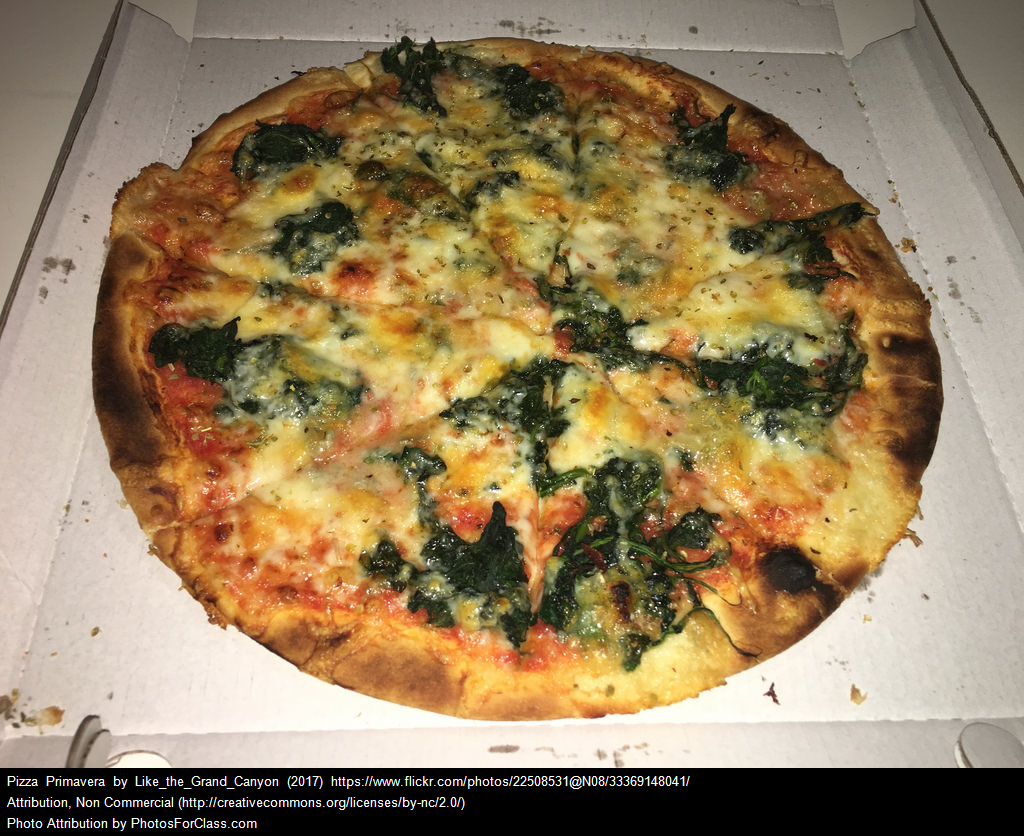 Pizza Primavera by Like_the_Grand_Canyon (2017) https://www.flickr.com/photos/22508531@N08/33369148041/
Attribution, Non Commercial (http://creativecommons.org/licenses/by-nc/2.0/)
Photo Attribution by PhotosForClass.com